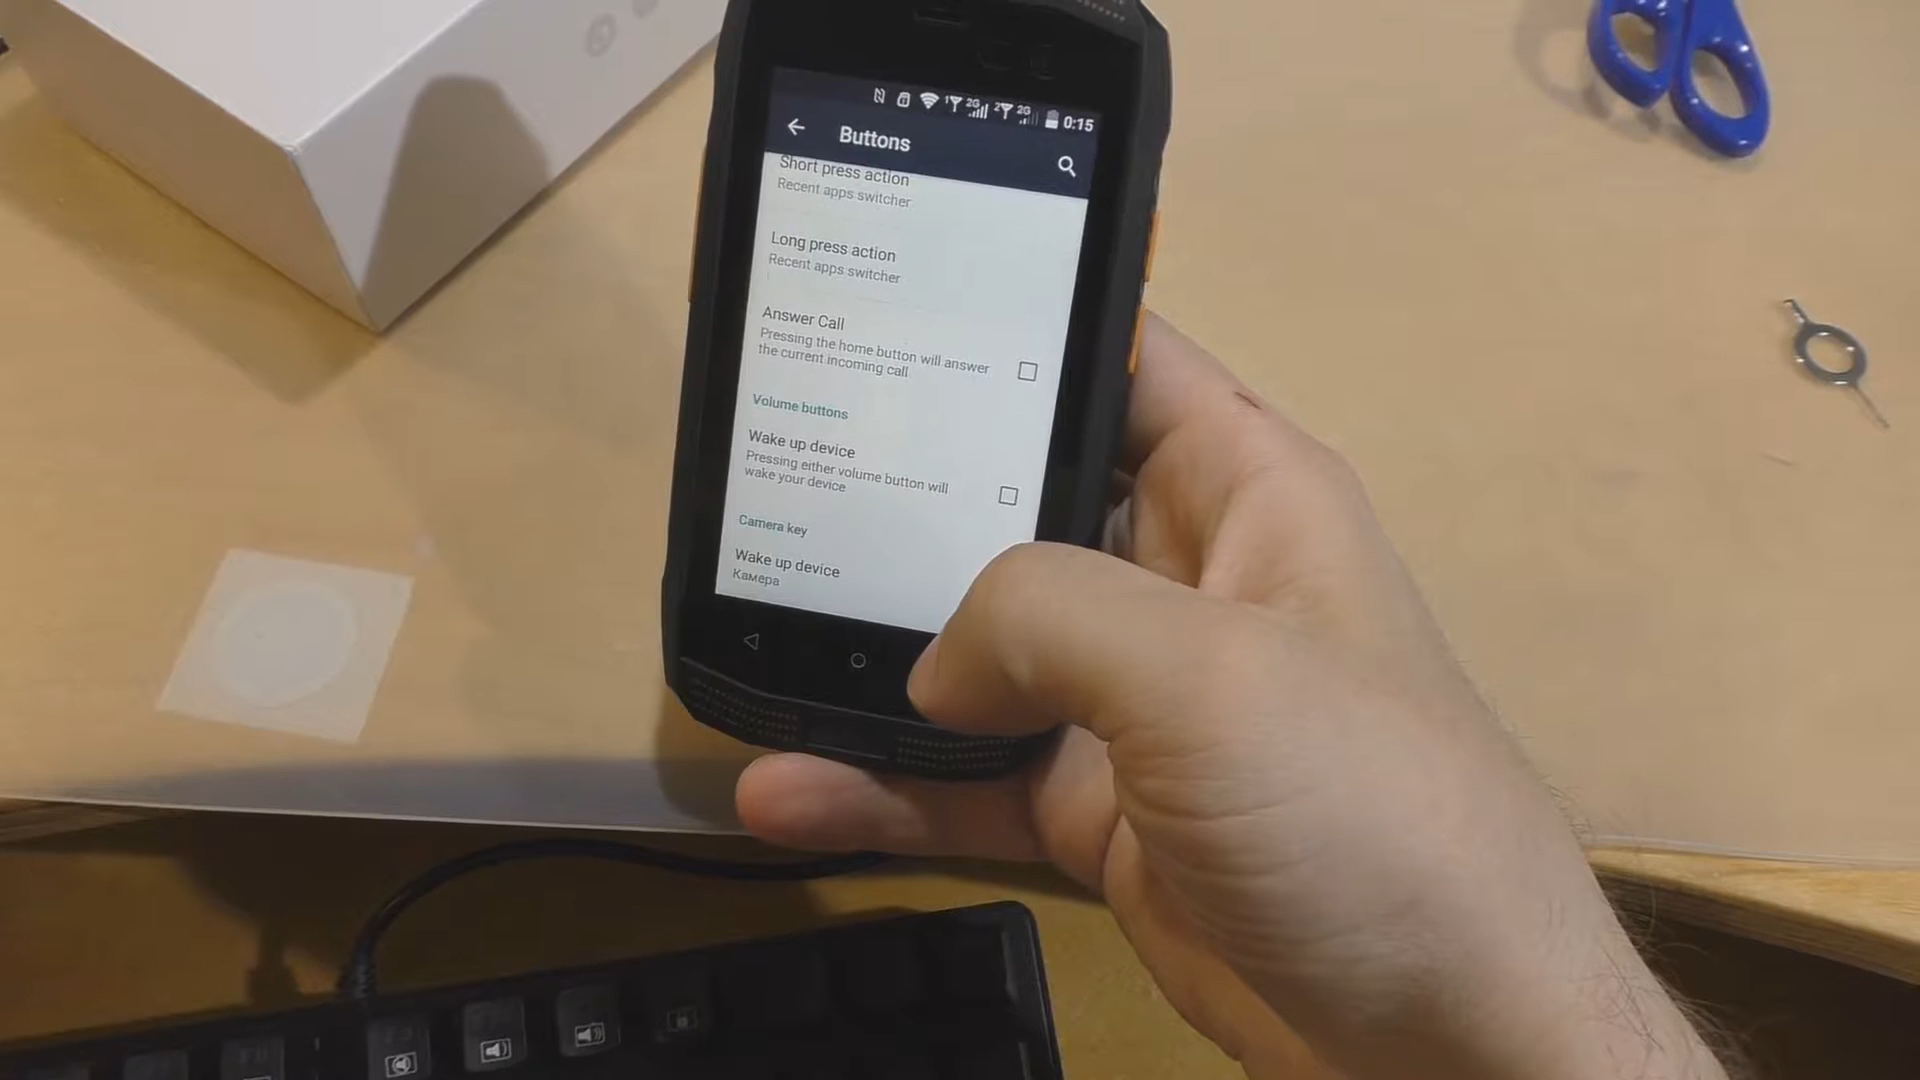 2G 2G 0:15
Buttons
Short press action
Recent apps switcher
Long press action
Recent apps switcher
Answer Call
Pressing the home button will answer
the current incoming call
Volume buttons
Wake up device
Pressing either volume button will
wake your device
Camera key
Wake up device
Камера